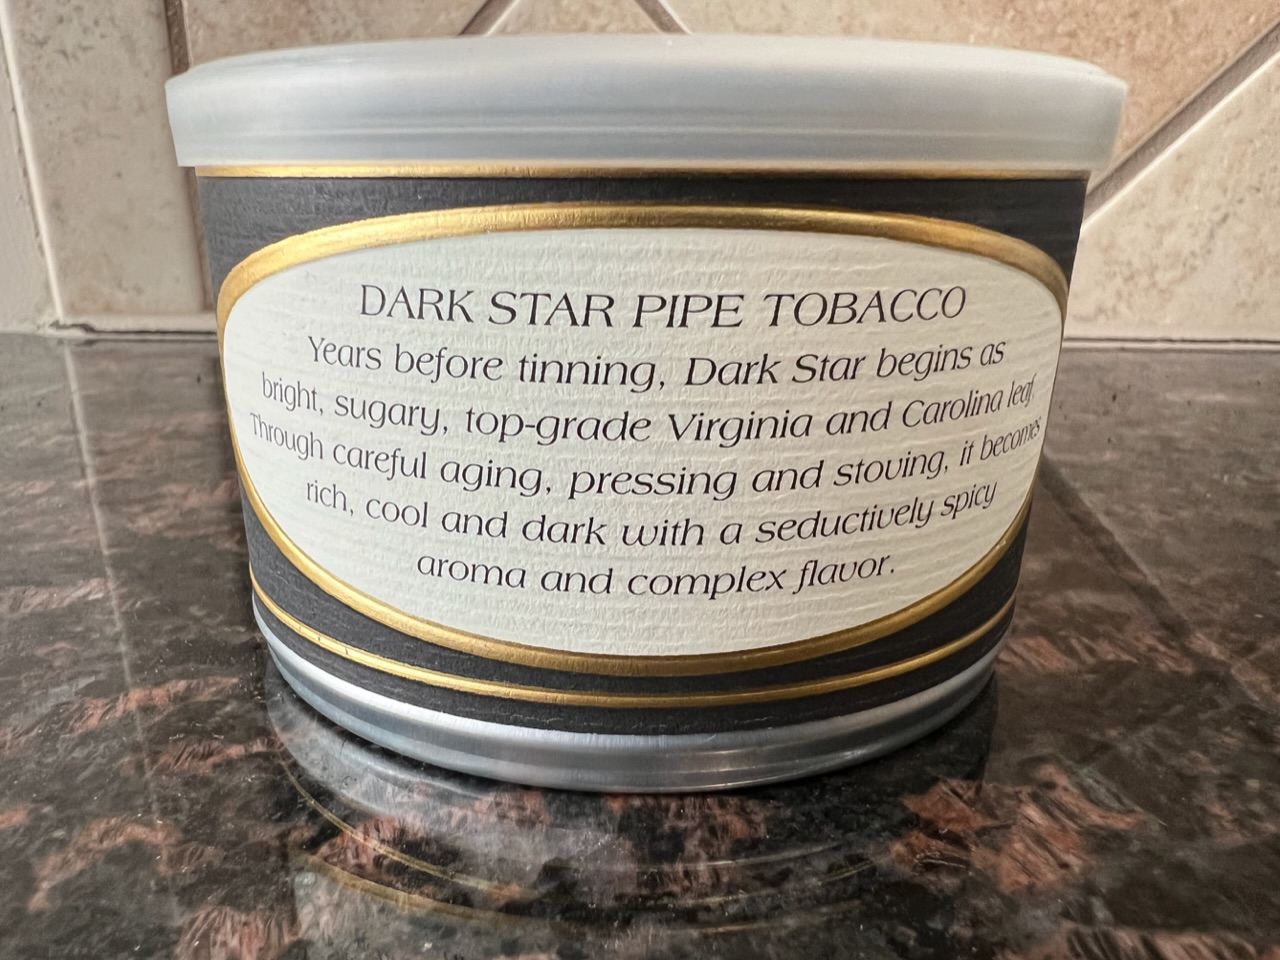 DARK STAR PIPE TOBACCO
Years before tinning, Dark Star begins as
bright, sugary, top-grade Virginia and Carolina leaf.
Through careful aging, pressing and stoving, it becomes
rich, cool and dark with a seductively spicy
aroma and complex flavor.